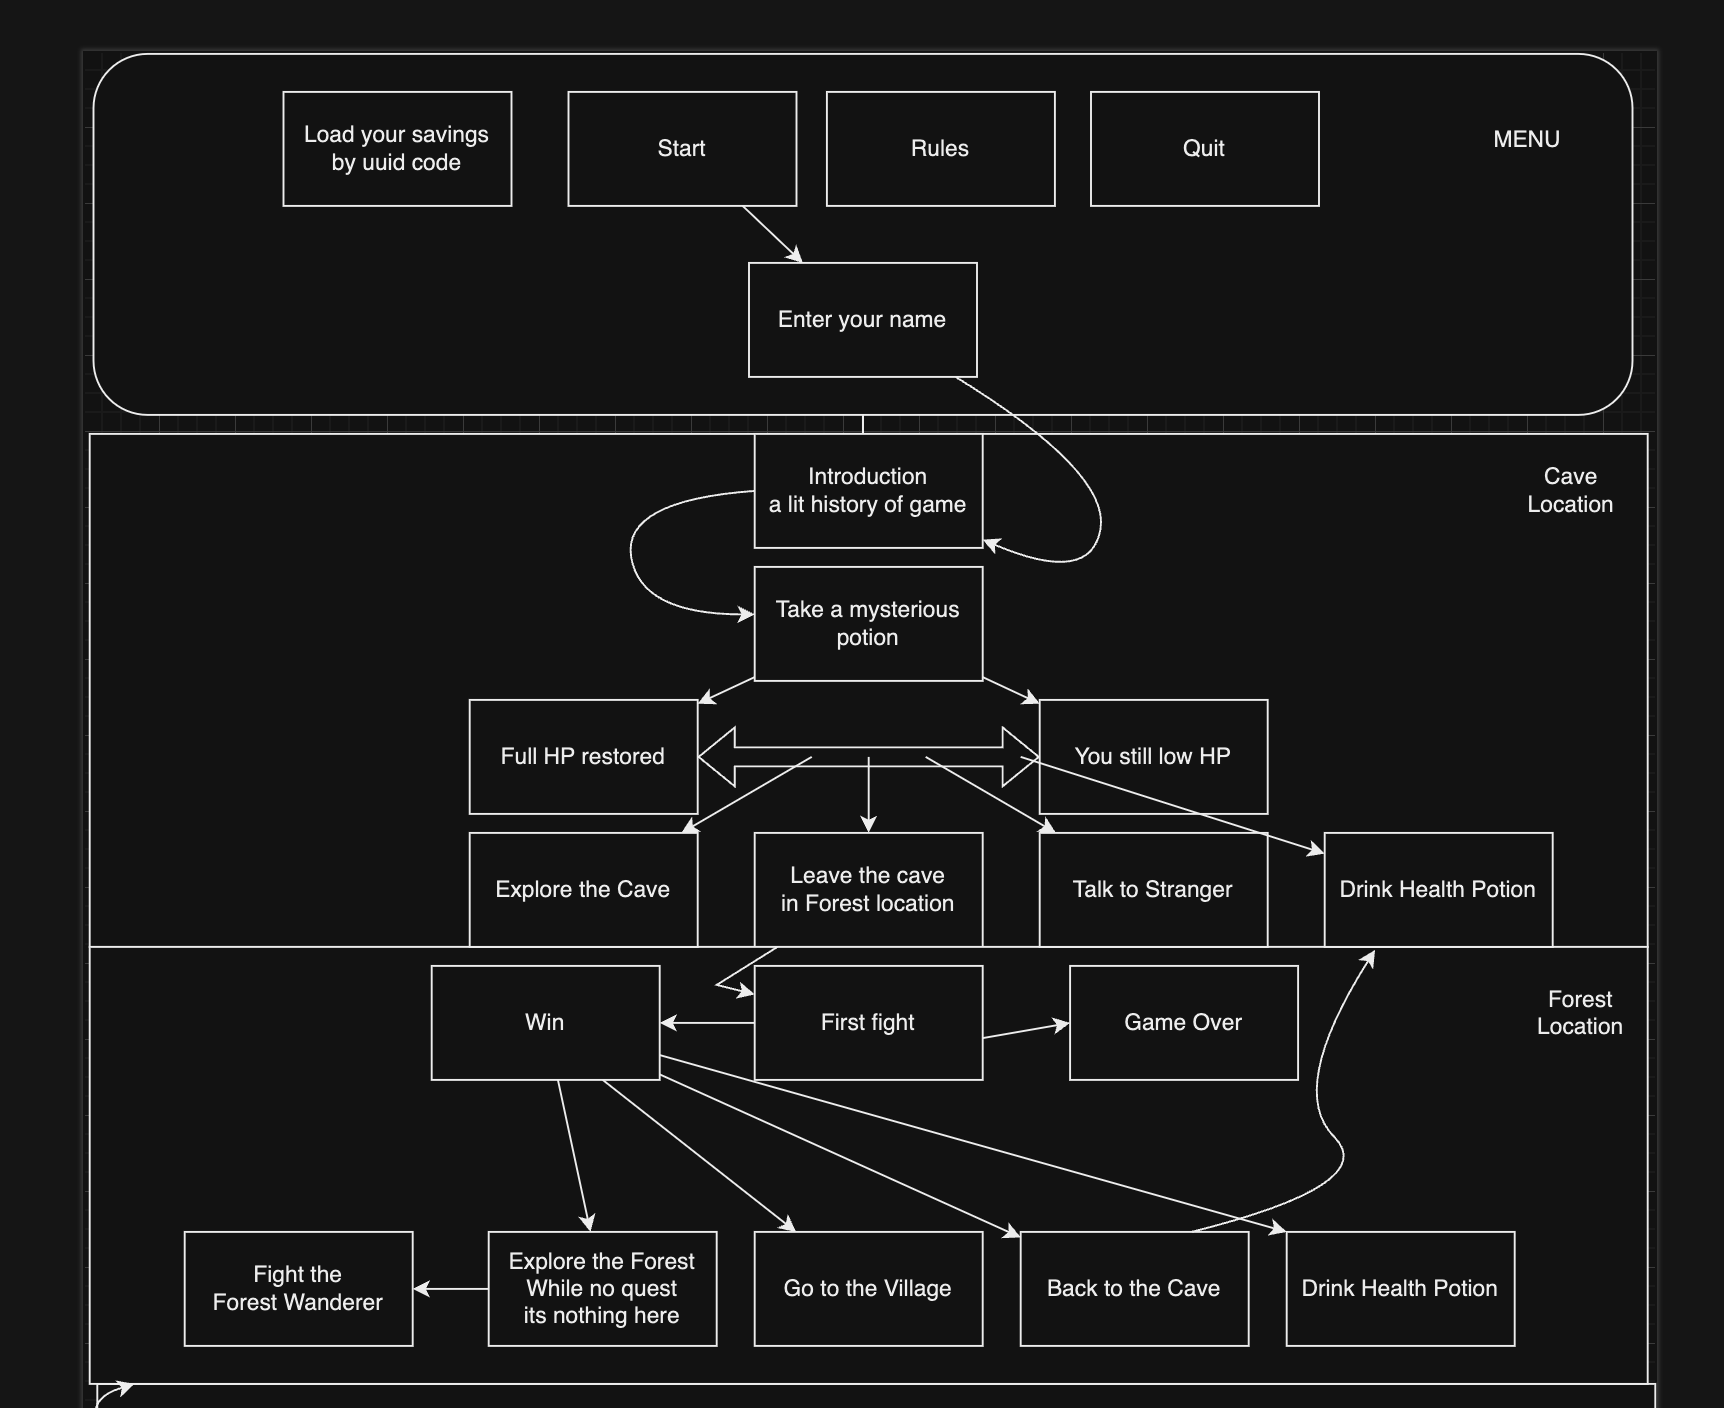 Load your savings
by uuid code
Start
Rules
Quit
MENU
Enter your name
Introduction
a lit history of game
Cave
Location
Take a mysterious
potion
Full HP restored
You still low HP
Explore the Cave
Leave the cave
in Forest location
Talk to Stranger
Drink Health Potion
Win
First fight
Game Over
Forest
Location
Fight the
Forest Wanderer
Explore the Forest
While no quest
its nothing here
Go to the Village
Back to the Cave
Drink Health Potion